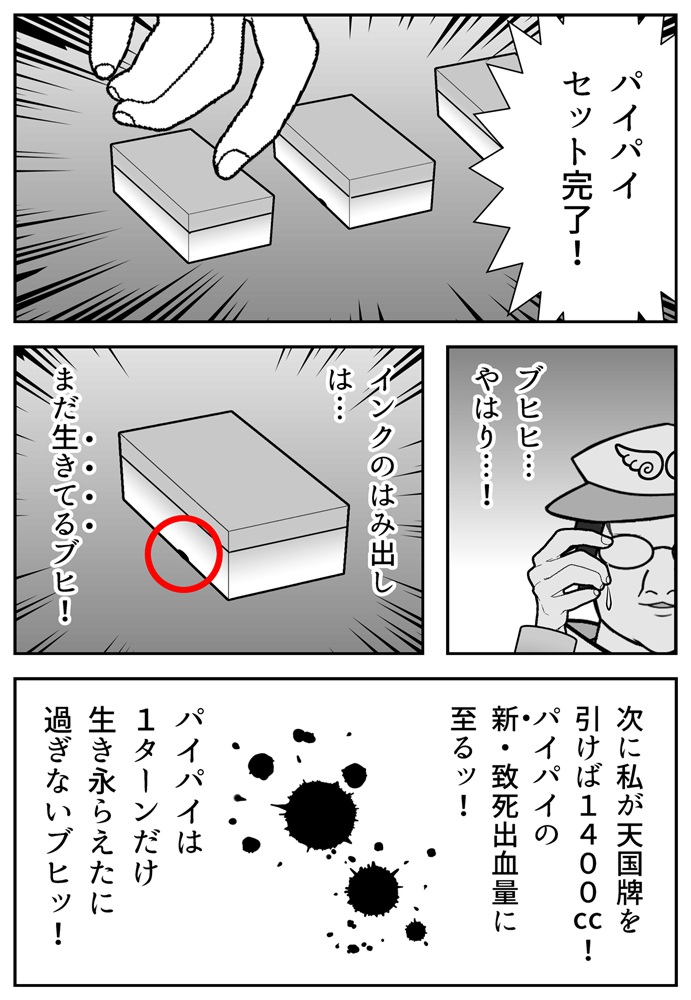 パイパイ
セット完了！
ブヒヒ…
やはり…！
インクのはみ出し
は…
まだ生きてるブヒ！
次に私が天国牌を
引けば１４００cc！
パイパイの
新・致死出血量に
至るッ！
パイパイは
１ターンだけ
生き永らえたに
過ぎないブヒッ！